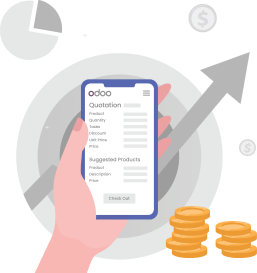 odoo
Quotation
Product
Quantity
Taxes
Discount
Unit Price
Price
Suggested Products
Product
Description
Price
Check Out
$
$